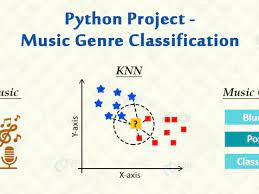 Python Project -
Music Genre Classification
KNN
usic
Music G
Y-axis
?
X-axis
Blu
Po
Class